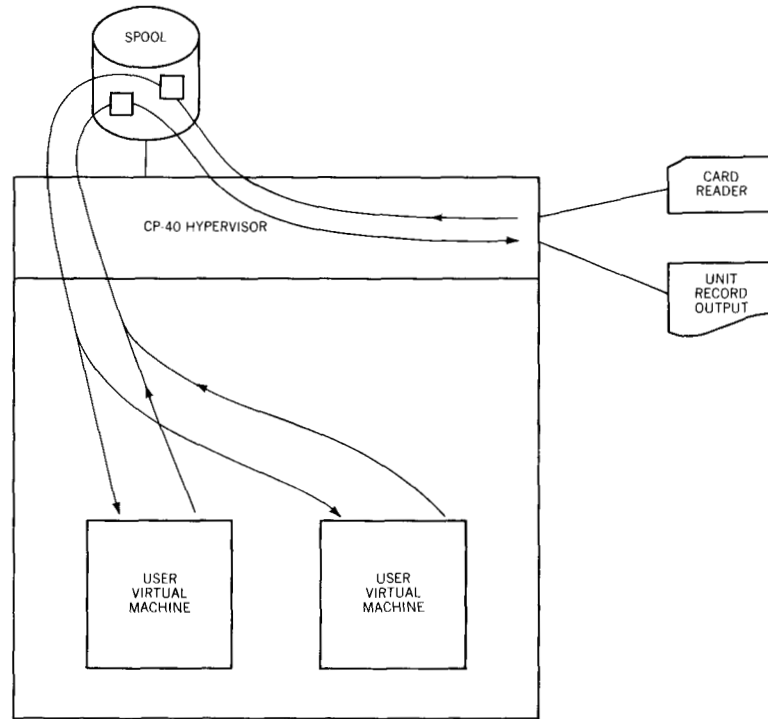 SPOOL
CARD
READER
CP-40 HYPERVISOR
UNIT
RECORD
OUTPUT
USER
VIRTUAL
MACHINE
USER
VIRTUAL
MACHINE